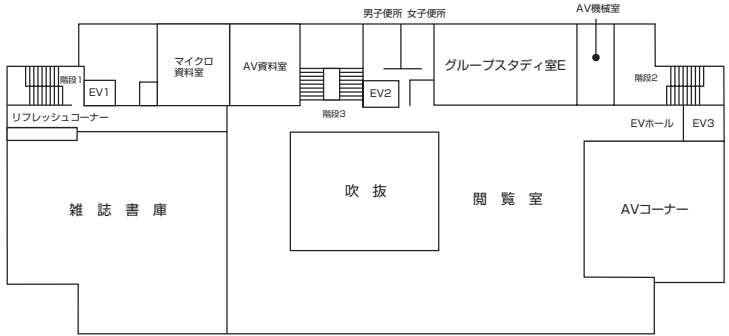 男子便所 女子便所
AV機械室
階段1
EV1
マイクロ
資料室
AV資料室
階段3
EV2
グループスタディ室E
階段2
リフレッシュコーナー
EVホール
EV3
雑誌書庫
吹抜
閲覧室
AVコーナー